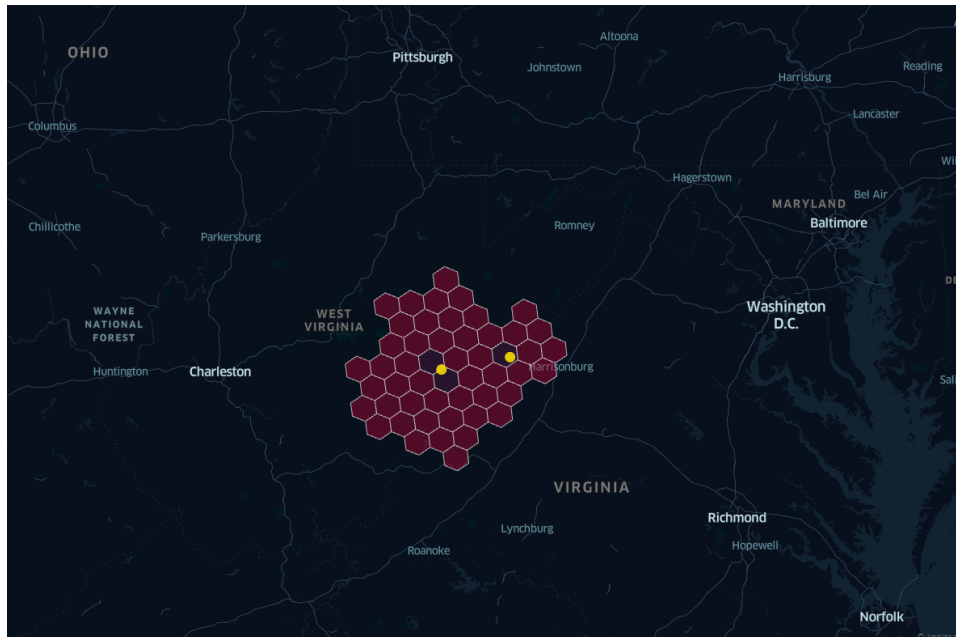 Altoona
OHIO
Pittsburgh
Johnstown
Reading
Harrisburg
Lancaster
Columbus
Hagerstown
Bel Air
MARYLAND
Baltimore
Romney
Chillicothe
Parkersburg
WEST
VIRGINIA
WAYNE
NATIONAL
FOREST
Washington
D.C.
Huntington
Charleston
Harrisonburg
VIRGINIA
Richmond
Lynchburg
Roanoke
Hopewell
Norfolk